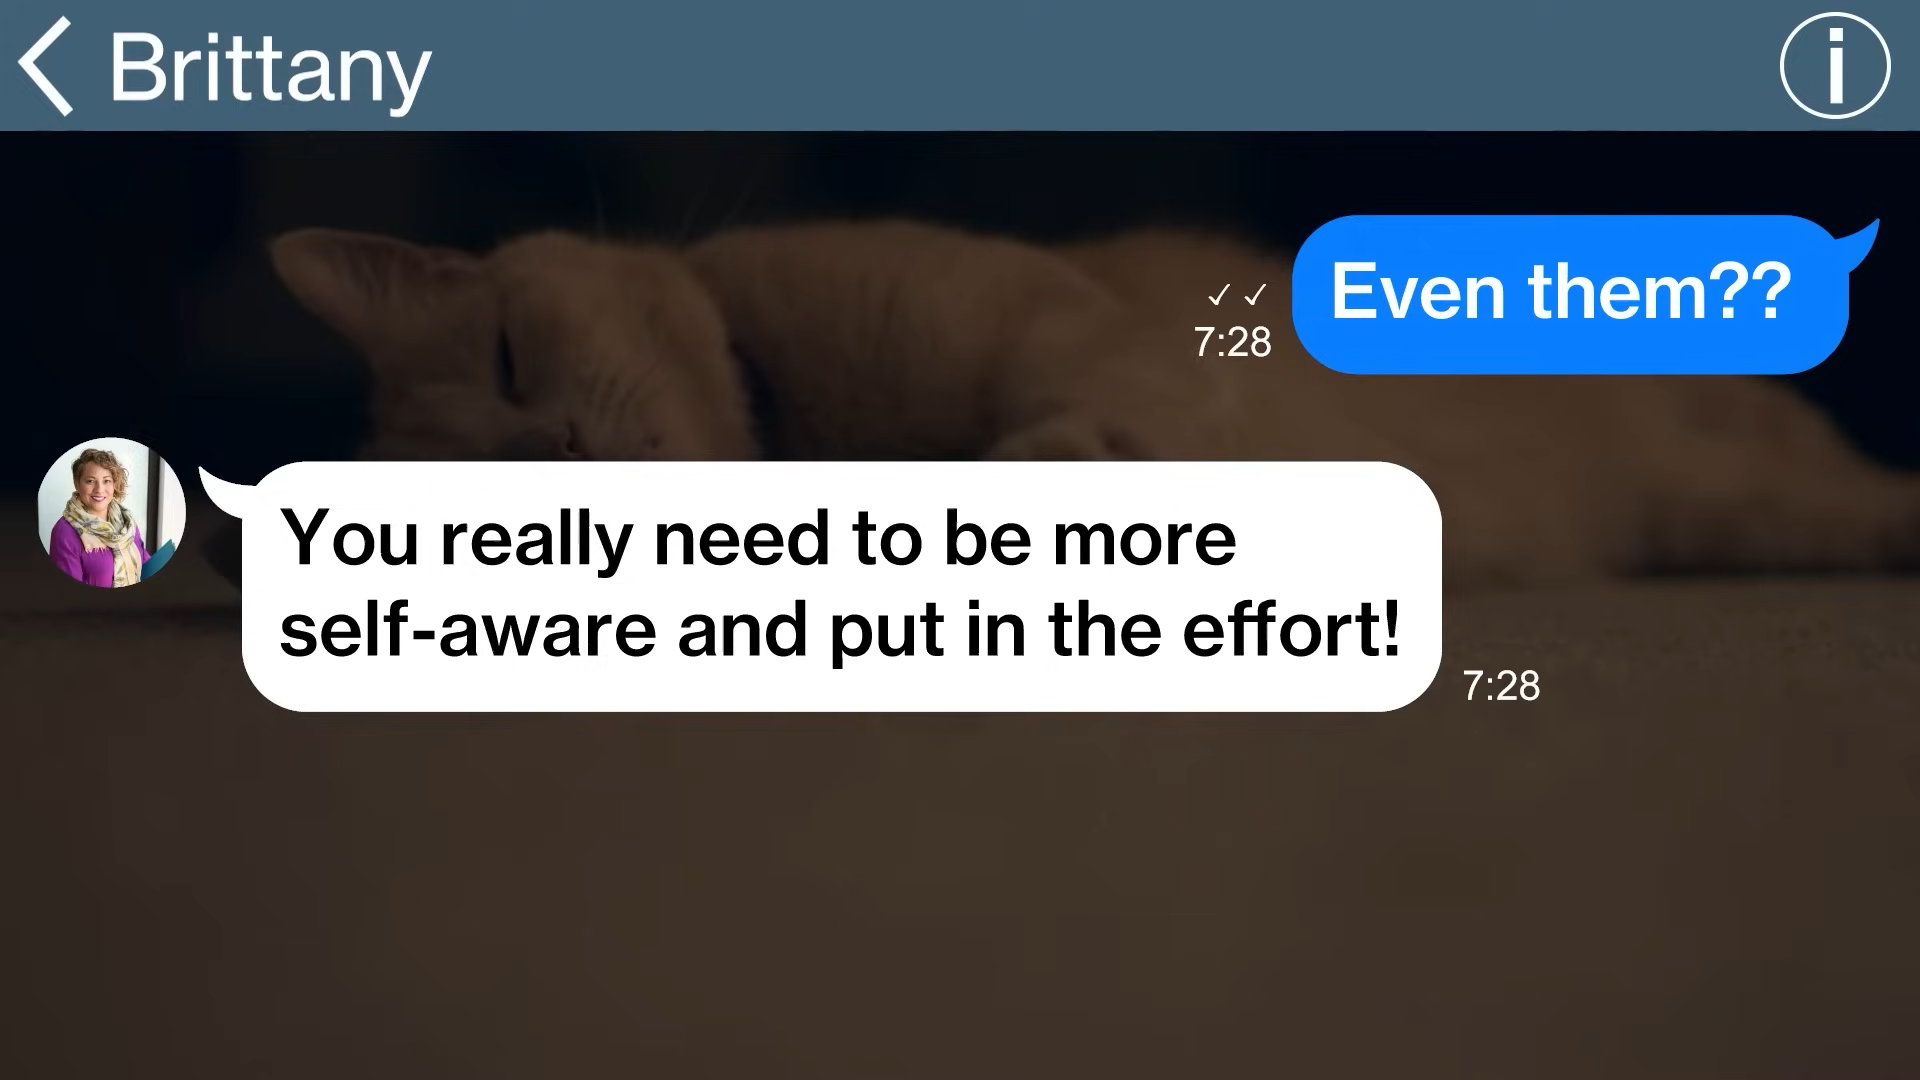 Brittany
Even them??
✓ ✓
7:28
You really need to be more
self-aware and put in the effort!
7:28